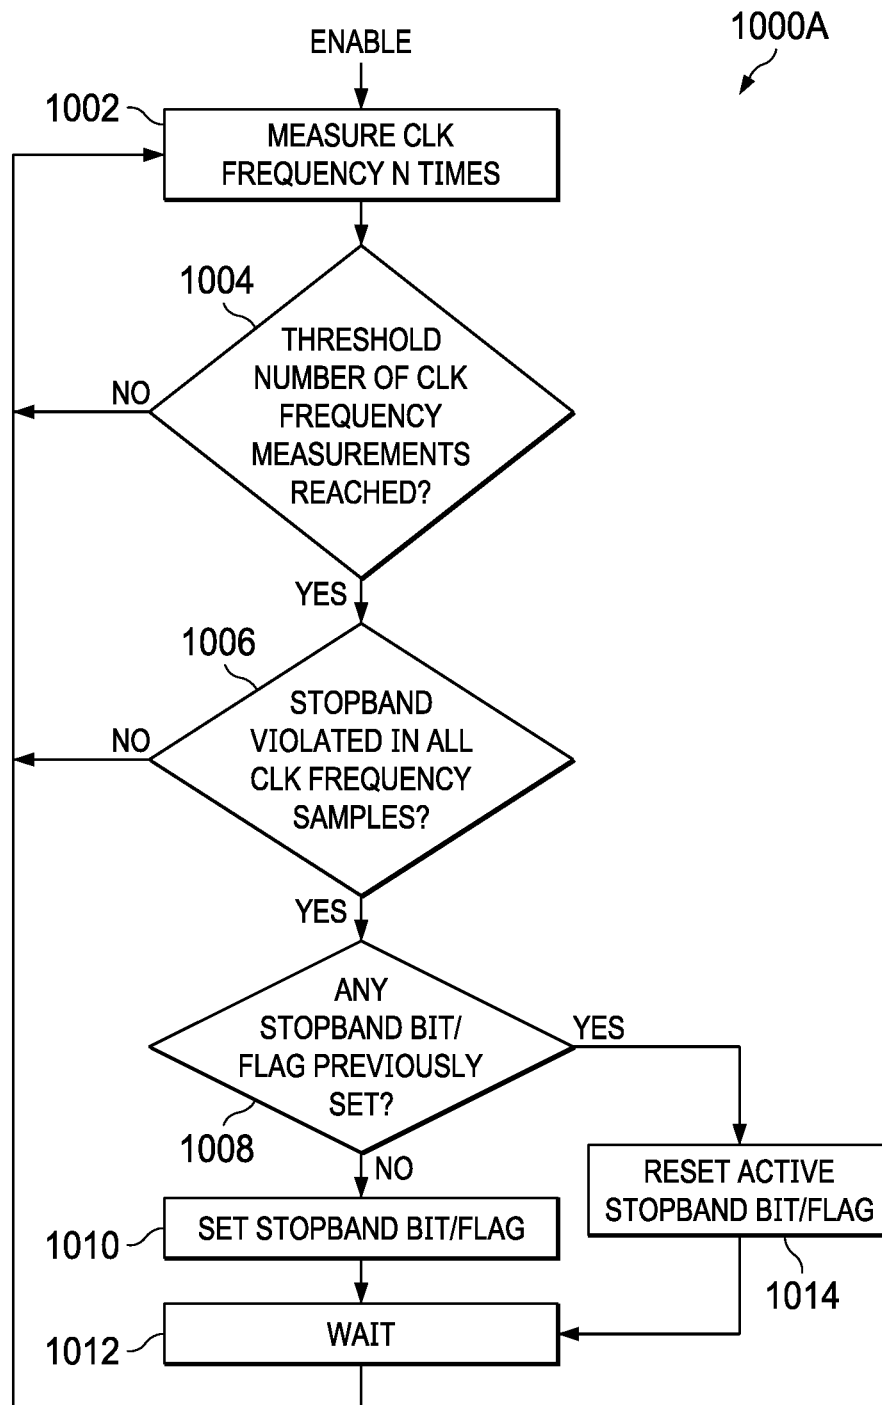 1000A
ENABLE
1002
MEASURE CLK
FREQUENCY N TIMES
1004
THRESHOLD
NUMBER OF CLK
FREQUENCY
MEASUREMENTS
REACHED?
NO
YES
1006
STOPBAND
VIOLATED IN ALL
CLK FREQUENCY
SAMPLES?
NO
YES
ANY
STOPBAND BIT/
FLAG PREVIOUSLY
SET?
YES
1008
NO
RESET ACTIVE
STOPBAND BIT/FLAG
1014
SET STOPBAND BIT/FLAG
1010
WAIT
1012